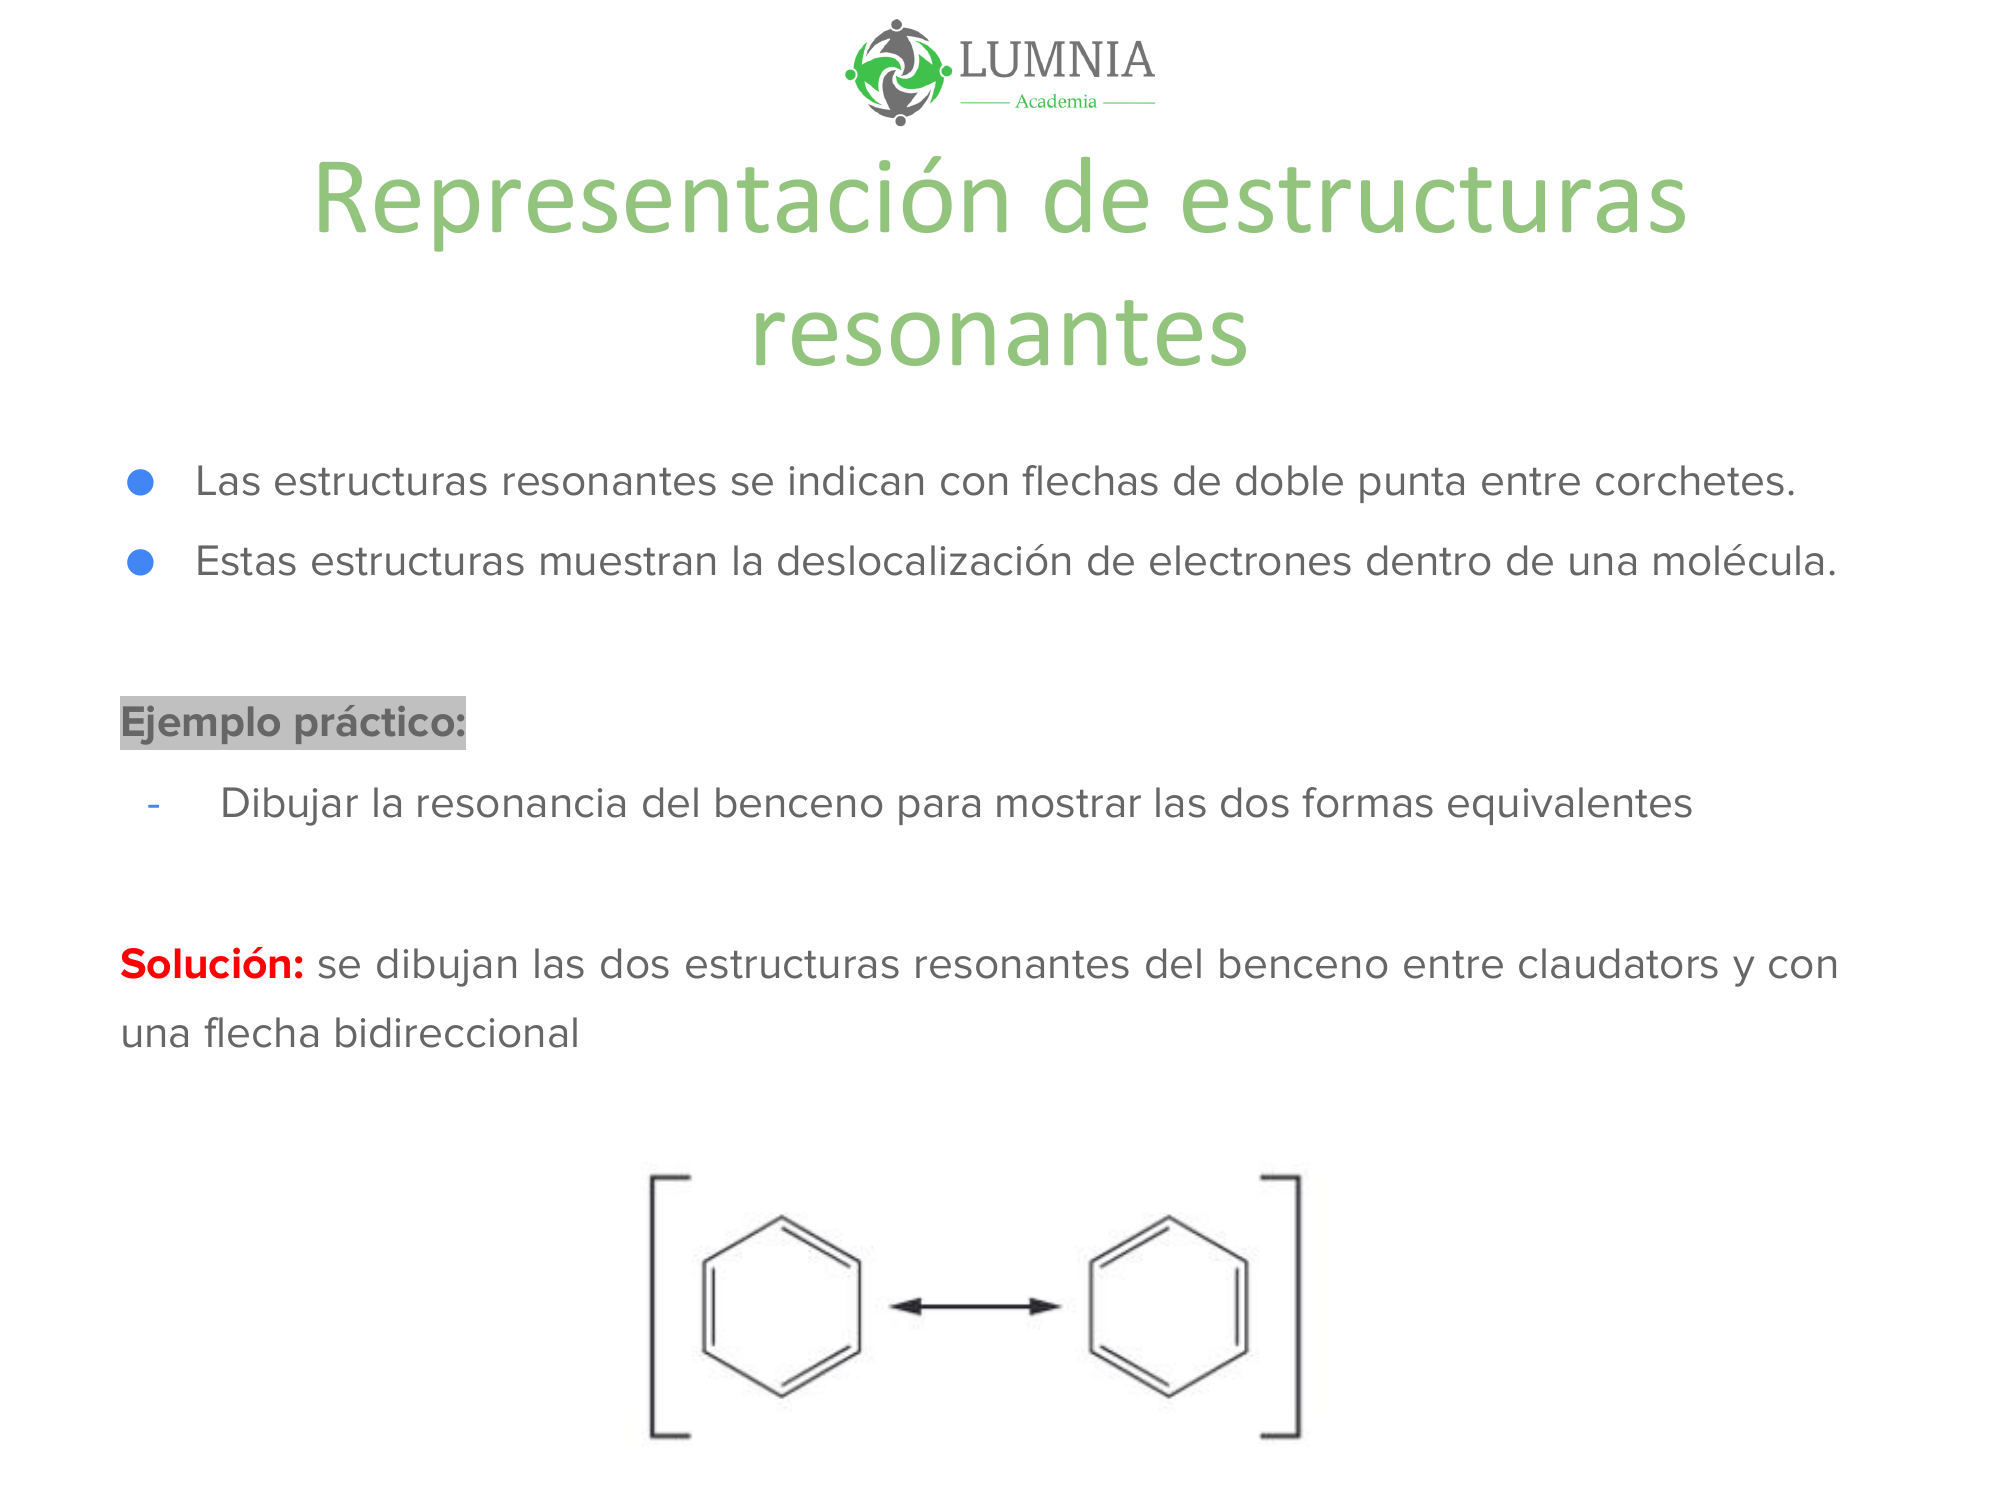 LUMNIA
Academia
Representación de estructuras
resonantes
● Las estructuras resonantes se indican con flechas de doble punta entre corchetes.
● Estas estructuras muestran la deslocalización de electrones dentro de una molécula.
Ejemplo práctico:
- Dibujar la resonancia del benceno para mostrar las dos formas equivalentes
Solución: se dibujan las dos estructuras resonantes del benceno entre claudators y con
una flecha bidireccional